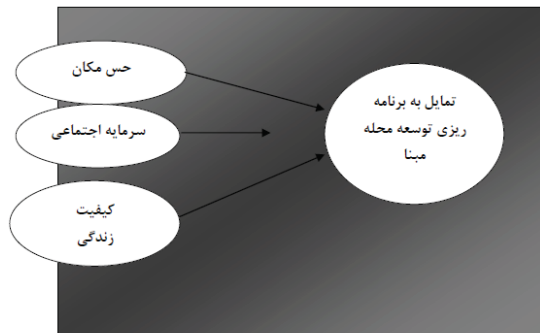 حس مکان
سرمایه اجتماعی
کیفیت
زندگی
تمایل به برنامه
ریزی توسعه محله
مبنا